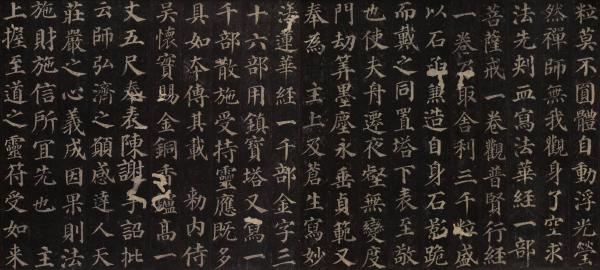 粒莫不圓體自動浮光瑩
然禪師無我觀身了空求
法先刾血寫法華經一部
菩薩戒一卷觀普賢行經
一卷取舍利三千粒盛
以石兼造自身石影跪
而戴之同置塔下表主敬
也使夫舟遷夜壑無變度
門劫筭墨塵永垂貞範又
奉為 主上及蒼生寫妙
法蓮華經一千部金字三
十六部用鎮寶塔又寫一
千部散施受持靈應既多
具如本傳其載 勑內侍
吳懷實賜金銅香爐高一
丈五尺奉表陳謝手詔批
云師弘濟之願感達人天
莊嚴之心義成因果則法
施財施信所宜先也 主
上握至道之靈符受如來